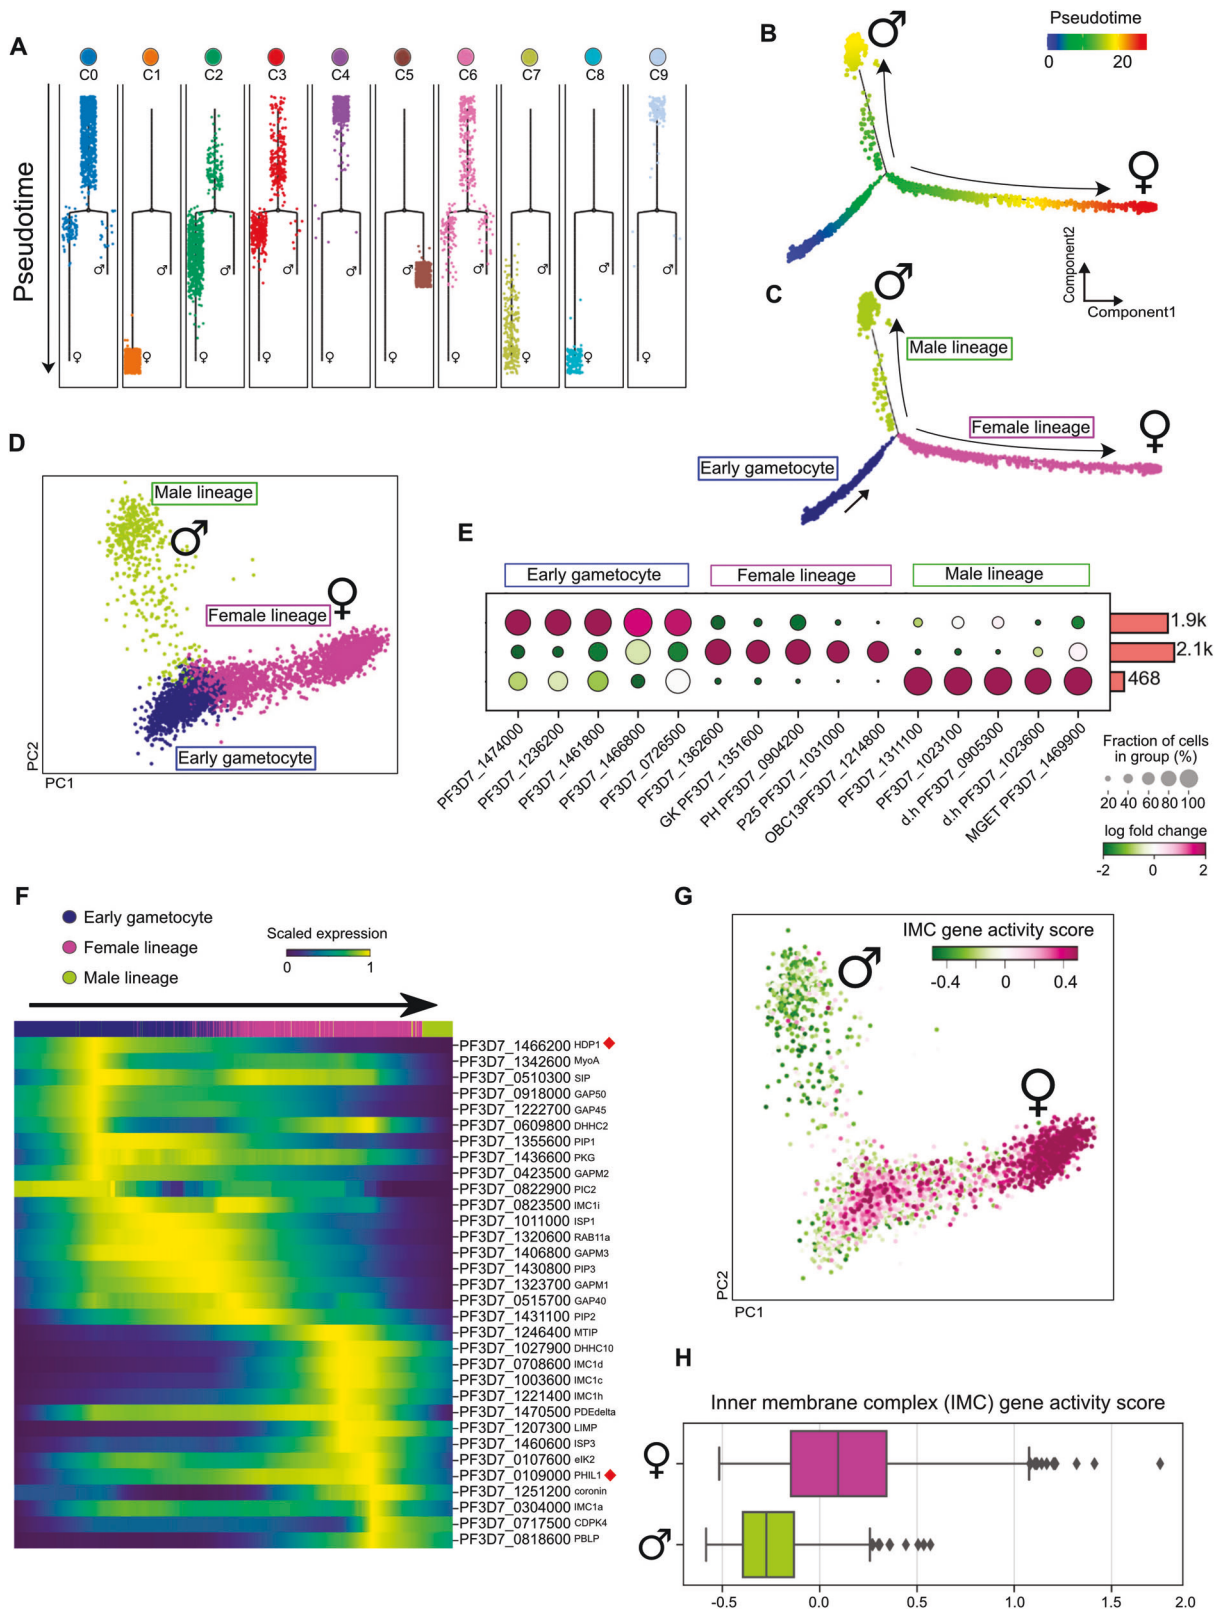 A
C0 C1 C2 C3 C4 C5 C6 C7 C8 C9
Pseudotime
♂ ♂ ♂ ♂ ♂ ♂ ♂ ♂ ♂ ♂
♀ ♀ ♀ ♀ ♀ ♀ ♀ ♀ ♀ ♀
B
♂
Pseudotime
0 20
♀
Component2
Component1
C
♂
Male lineage
Female lineage
♀
Early gametocyte
D
Male lineage
♂
Female lineage
♀
Early gametocyte
PC2
PC1
E
Early gametocyte Female lineage Male lineage
1.9k
2.1k
468
PF3D7_1474000
PF3D7_1236200
PF3D7_1461800
PF3D7_1466800
PF3D7_0726500
PF3D7_1362600
GK PF3D7_1351600
PH PF3D7_0904200
P25 PF3D7_1031000
OBC13PF3D7_1214800
PF3D7_1311100
PF3D7_1023100
d.h PF3D7_0905300
d.h PF3D7_1023600
MGET PF3D7_1469900
Fraction of cells
in group (%)
20 40 60 80 100
log fold change
-2 0 2
F
Early gametocyte
Female lineage
Male lineage
Scaled expression
0 1
PF3D7_1466200 HDP1
PF3D7_1342600 MyoA
PF3D7_0510300 SIP
PF3D7_0918000 GAP50
PF3D7_1222700 GAP45
PF3D7_0609800 DHHC2
PF3D7_1355600 PIP1
PF3D7_1436600 PKG
PF3D7_0423500 GAPM2
PF3D7_0822900 PIC2
PF3D7_0823500 IMC1i
PF3D7_1011000 ISP1
PF3D7_1320600 RAB11a
PF3D7_1406800 GAPM3
PF3D7_1430800 PIP3
PF3D7_1323700 GAPM1
PF3D7_0515700 GAP40
PF3D7_1431100 PIP2
PF3D7_1246400 MTIP
PF3D7_1027900 DHHC10
PF3D7_0708600 IMC1d
PF3D7_1003600 IMC1c
PF3D7_1221400 IMC1h
PF3D7_1470500 PDEdelta
PF3D7_1207300 LIMP
PF3D7_1460600 ISP3
PF3D7_0107600 eIK2
PF3D7_0109000 PHIL1
PF3D7_1251200 coronin
PF3D7_0304000 IMC1a
PF3D7_0717500 CDPK4
PF3D7_0818600 PBLP
G
IMC gene activity score
-0.4 0 0.4
♂
♀
PC2
PC1
H
Inner membrane complex (IMC) gene activity score
♀
♂
-0.5 0.0 0.5 1.0 1.5 2.0